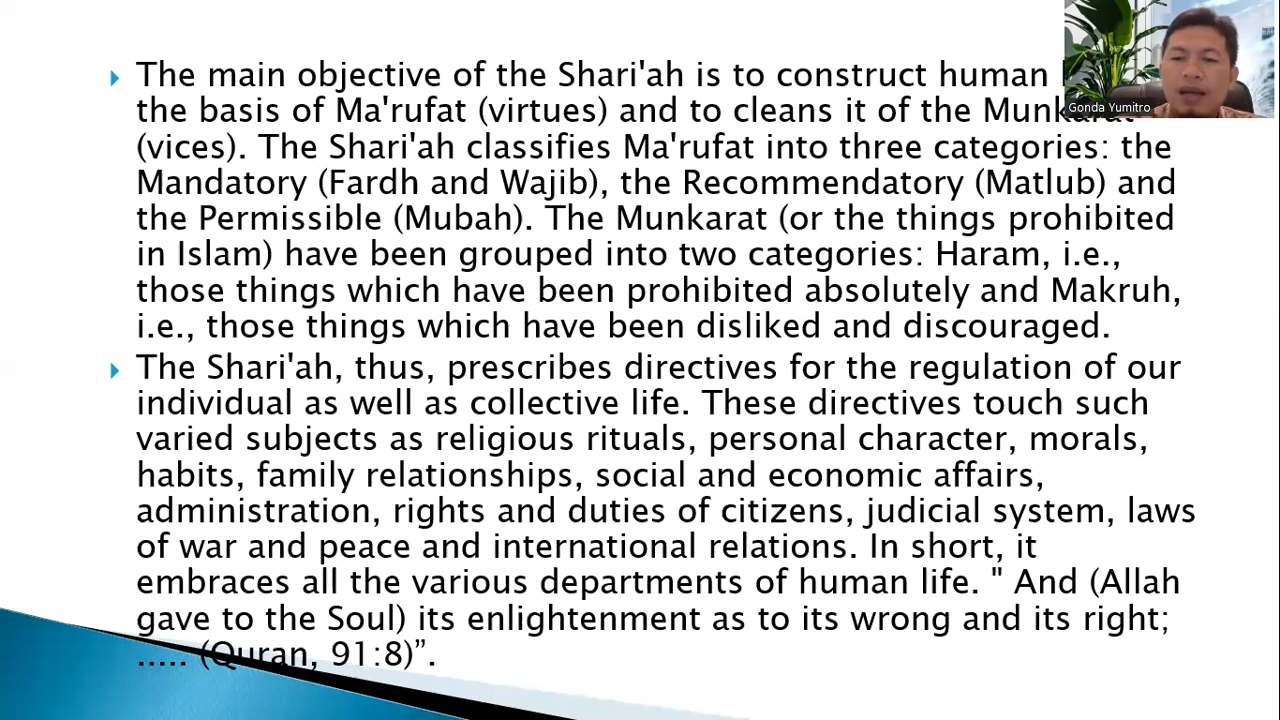 The main objective of the Shari'ah is to construct human
the basis of Ma'rufat (virtues) and to cleans it of the Munkarat
(vices). The Shari'ah classifies Ma'rufat into three categories: the
Mandatory (Fardh and Wajib), the Recommendatory (Matlub) and
the Permissible (Mubah). The Munkarat (or the things prohibited
in Islam) have been grouped into two categories: Haram, i.e.,
those things which have been prohibited absolutely and Makruh,
i.e., those things which have been disliked and discouraged.
The Shari'ah, thus, prescribes directives for the regulation of our
individual as well as collective life. These directives touch such
varied subjects as religious rituals, personal character, morals,
habits, family relationships, social and economic affairs,
administration, rights and duties of citizens, judicial system, laws
of war and peace and international relations. In short, it
embraces all the various departments of human life. " And (Allah
gave to the Soul) its enlightenment as to its wrong and its right;
..... (Quran, 91:8)”.
Gonda Yumitro